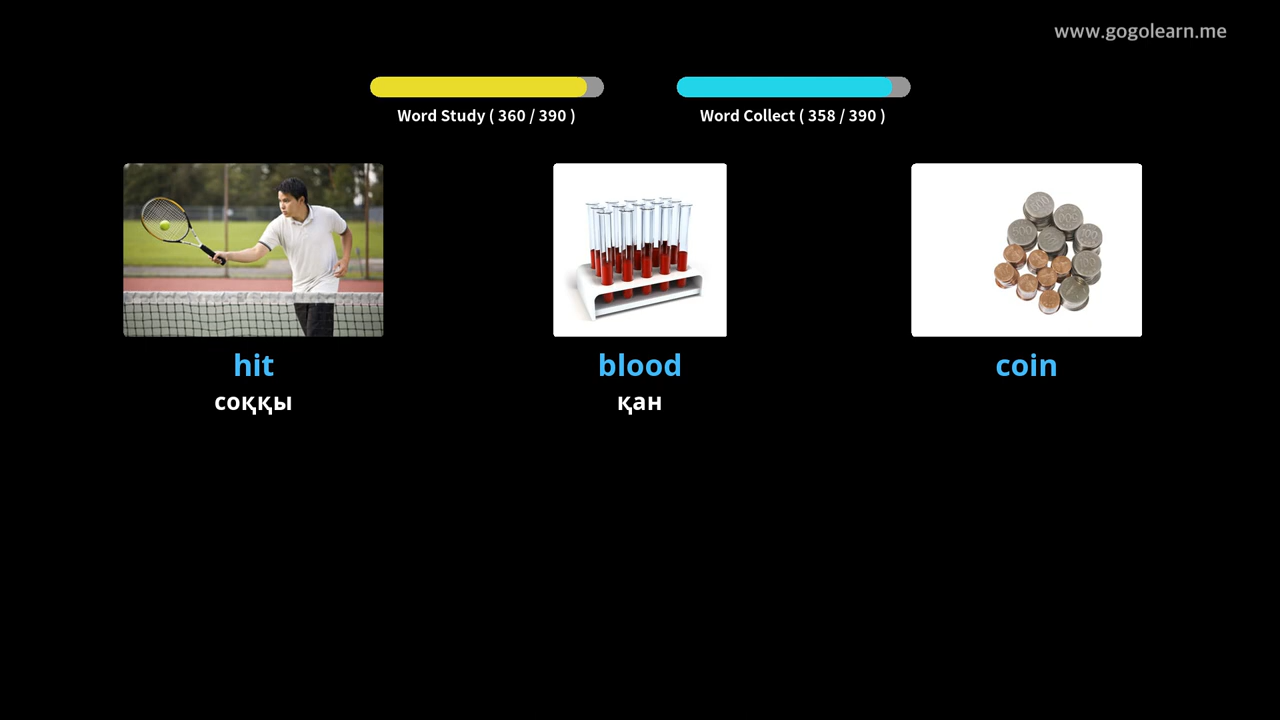 www.gogolearn.me
Word Study ( 360 / 390 )
Word Collect ( 358 / 390 )
hit
blood
coin
соққы
қан